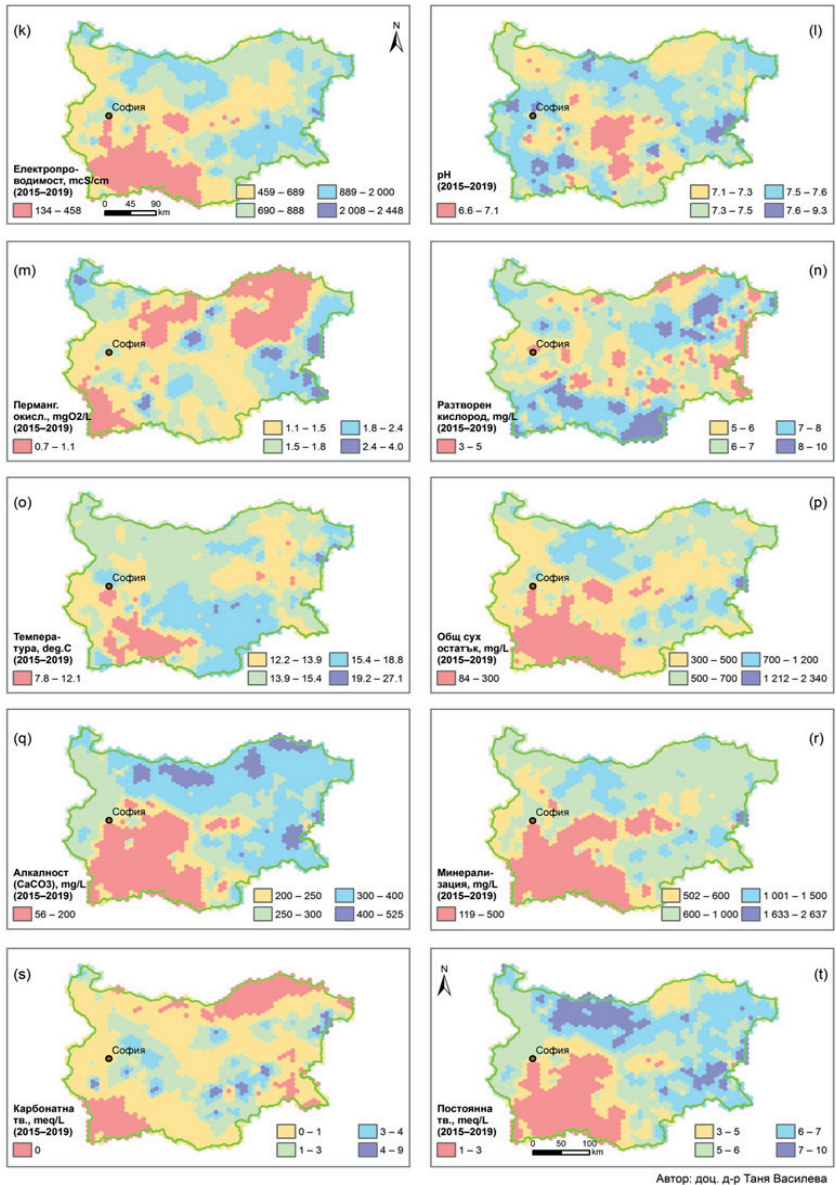 (k)
N
София
Електропро-
водимост, mcS/cm
(2015–2019)
134 – 458
0 45 90
km
459 – 689
690 – 888
889 – 2 000
2 008 – 2 448
(l)
София
pH
(2015–2019)
6.6 – 7.1
7.1 – 7.3
7.3 – 7.5
7.5 – 7.6
7.6 – 9.3
(m)
София
Перманг.
окисл., mgO2/L
(2015–2019)
0.7 – 1.1
1.1 – 1.5
1.5 – 1.8
1.8 – 2.4
2.4 – 4.0
(n)
София
Разтворен
кислород, mg/L
(2015–2019)
3 – 5
5 – 6
6 – 7
7 – 8
8 – 10
(o)
София
Темпера-
тура, deg.C
(2015–2019)
7.8 – 12.1
12.2 – 13.9
13.9 – 15.4
15.4 – 18.8
19.2 – 27.1
(p)
София
Общ сух
остатък, mg/L
(2015–2019)
84 – 300
300 – 500
500 – 700
700 – 1 200
1 212 – 2 340
(q)
София
Алкалност
(CaCO3), mg/L
(2015–2019)
56 – 200
200 – 250
250 – 300
300 – 400
400 – 525
(r)
София
Минерали-
зация, mg/L
(2015–2019)
119 – 500
502 – 600
600 – 1 000
1 001 – 1 500
1 633 – 2 637
(s)
София
Карбонатна
тв., meq/L
(2015–2019)
0
0 – 1
1 – 3
3 – 4
4 – 9
(t)
N
София
Постоянна
тв., meq/L
(2015–2019)
1 – 3
0 50 100
km
3 – 5
5 – 6
6 – 7
7 – 10
Автор: доц. д-р Таня Василева